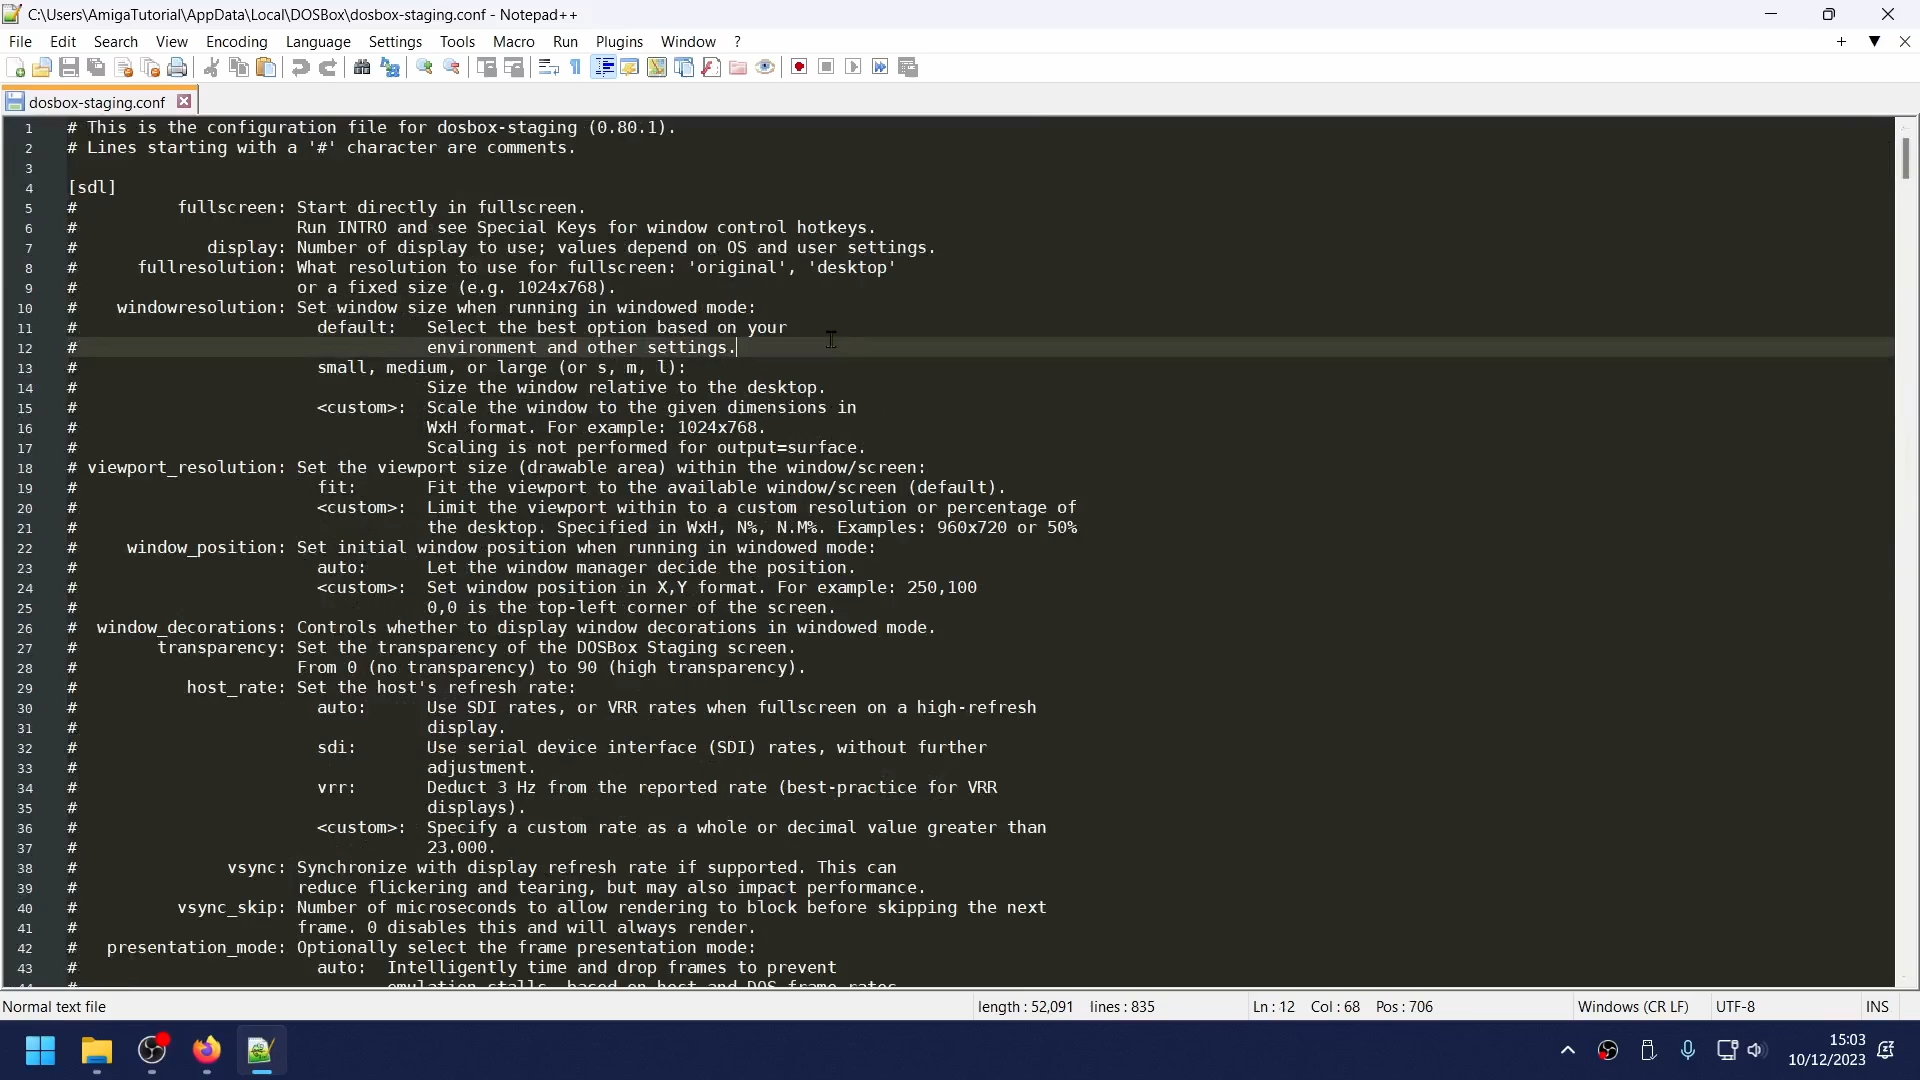 C:\Users\AmigaTutorial\AppData\Local\DOSBox\dosbox-staging.conf - Notepad++
File Edit Search View Encoding Language Settings Tools Macro Run Plugins Window ?
dosbox-staging.conf
1 # This is the configuration file for dosbox-staging (0.80.1).
2 # Lines starting with a '#' character are comments.
3
4 [sdl]
5 # fullscreen: Start directly in fullscreen.
6 # Run INTRO and see Special Keys for window control hotkeys.
7 # display: Number of display to use; values depend on OS and user settings.
8 # fullresolution: What resolution to use for fullscreen: 'original', 'desktop'
9 # or a fixed size (e.g. 1024x768).
10 # windowresolution: Set window size when running in windowed mode:
11 # default: Select the best option based on your
12 # environment and other settings.
13 # small, medium, or large (or s, m, l):
14 # Size the window relative to the desktop.
15 # <custom>: Scale the window to the given dimensions in
16 # WxH format. For example: 1024x768.
17 # Scaling is not performed for output=surface.
18 # viewport_resolution: Set the viewport size (drawable area) within the window/screen:
19 # fit: Fit the viewport to the available window/screen (default).
20 # <custom>: Limit the viewport within to a custom resolution or percentage of
21 # the desktop. Specified in WxH, N%, N.M%. Examples: 960x720 or 50%
22 # window_position: Set initial window position when running in windowed mode:
23 # auto: Let the window manager decide the position.
24 # <custom>: Set window position in X,Y format. For example: 250,100
25 # 0,0 is the top-left corner of the screen.
26 # window_decorations: Controls whether to display window decorations in windowed mode.
27 # transparency: Set the transparency of the DOSBox Staging screen.
28 # From 0 (no transparency) to 90 (high transparency).
29 # host_rate: Set the host's refresh rate:
30 # auto: Use SDI rates, or VRR rates when fullscreen on a high-refresh
31 # display.
32 # sdi: Use serial device interface (SDI) rates, without further
33 # adjustment.
34 # vrr: Deduct 3 Hz from the reported rate (best-practice for VRR
35 # displays).
36 # <custom>: Specify a custom rate as a whole or decimal value greater than
37 # 23.000.
38 # vsync: Synchronize with display refresh rate if supported. This can
39 # reduce flickering and tearing, but may also impact performance.
40 # vsync_skip: Number of microseconds to allow rendering to block before skipping the next
41 # frame. 0 disables this and will always render.
42 # presentation_mode: Optionally select the frame presentation mode:
43 # auto: Intelligently time and drop frames to prevent
44 # emulation stalls, based on host and DOS frame rates
Normal text file length : 52,091 lines : 835 Ln : 12 Col : 68 Pos : 706 Windows (CR LF) UTF-8 INS
15:03
10/12/2023